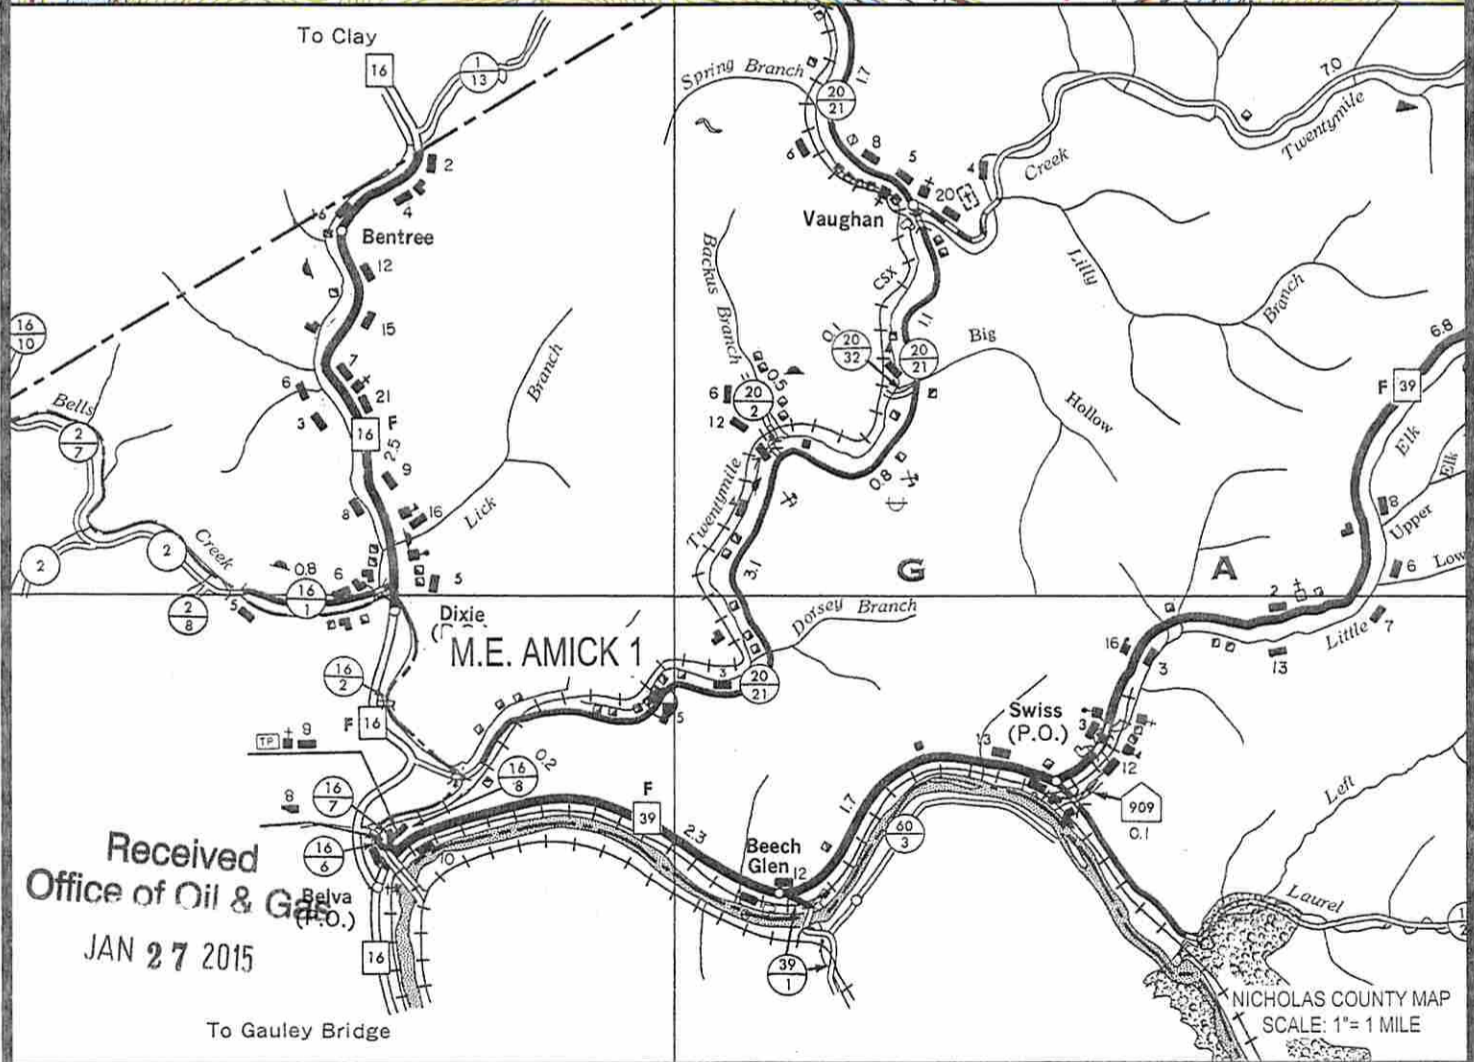 To Clay
16
1
13
Spring Branch
1.7
20
21
7.0
Twentymile
Creek
2
4
16
Bentree
6
8
5
20
4
Vaughan
12
15
Backus Branch
CSX
1.1
Lilly
Branch
16
10
0.1
20
32
20
21
Big
Hollow
6.8
F
39
Elk
Elk
Bells
2
7
6
3
7
21
F
16
2.5
9
8
16
Lick
Branch
6
12
0.5
20
2
0.8
Twentymile
4
3.1
8
Upper
6
Low
2
2
Creek
0.8
6
16
1
5
2
8
5
Dixie
G
A
Dorsey Branch
2
Little
7
13
16
3
M.E. AMICK 1
16
2
F
16
3
20
21
5
TP
9
Swiss
(P.O.)
13
3
12
909
0.1
16
8
0.2
16
7
8
F
39
2.3
1.7
60
3
Left
Laurel
Received
Office of Oil & Gas
JAN 27 2015
16
6
10
Belva
(P.O.)
Beech
Glen
12
16
39
1
1
2
To Gauley Bridge
NICHOLAS COUNTY MAP
SCALE: 1"= 1 MILE